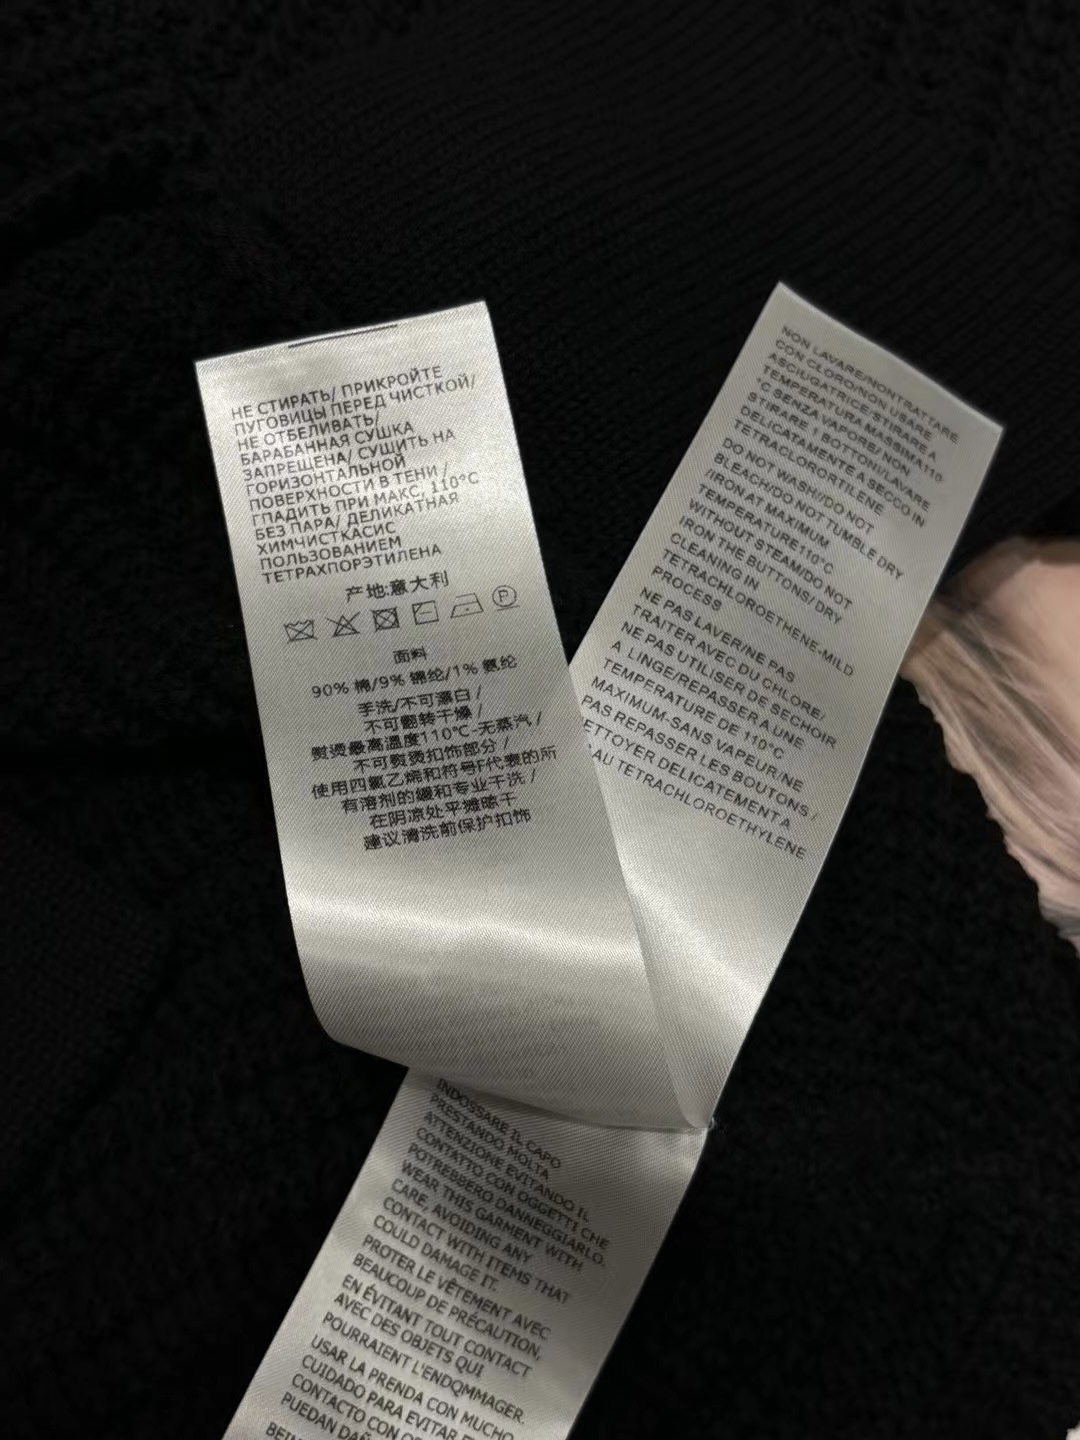 НЕ СТИРАТЬ/ ПРИКРОЙТЕ
ПУГОВИЦЫ ПЕРЕД ЧИСТКОЙ/
НЕ ОТБЕЛИВАТЬ/
БАРАБАННАЯ СУШКА
ЗАПРЕЩЕНА/ СУШИТЬ НА
ГОРИЗОНТАЛЬНОЙ
ПОВЕРХНОСТИ В ТЕНИ/
ГЛАДИТЬ ПРИ МАКС. 110°C
БЕЗ ПАРА/ ДЕЛИКАТНАЯ
ХИМЧИСТКАСИС
ПОЛЬЗОВАНИЕМ
ТЕТРАХПОРЭТИЛЕНА
产地:意大利
P
面料
90% 棉/9% 锦纶/1% 氨纶
手洗/不可漂白/
不可翻转干燥/
熨烫最高温度110℃-无蒸汽/
不可熨烫扣饰部分/
使用四氯乙烯和符号F代表的所
有溶剂的缓和专业干洗/
在阴凉处平摊晾干
建议清洗前保护扣饰
NON LAVARE/NONTRATTARE
CON CLORO/NON USARE
ASCIUGATRICE/STIRARE A
TEMPERATURA MASSIMA110
°C SENZA VAPORE/ NON
STIRARE I BOTTONI/LAVARE
DELICATAMENTE A SECO IN
TETRACLOROETILENE
DO NOT WASH//DO NOT
BLEACH/DO NOT TUMBLE DRY
/IRON AT MAXIMUM
TEMPERATURE110°C
WITHOUT STEAM/DO NOT
IRON THE BUTTONS/ DRY
CLEANING IN
TETRACHLOROETHENE-MILD
PROCESS
NE PAS LAVER/NE PAS
TRAITER AVEC DU CHLORE/
NE PAS UTILISER DE SECHOIR
A LINGE/REPASSER A UNE
TEMPERATURE DE 110°C
MAXIMUM-SANS VAPEUR/NE
PAS REPASSER LES BOUTONS/
ETTOYER DELICATEMENT A
AU TETRACHLOROETHYLENE
INDOSSARE IL CAPO
PRESTANDO MOLTA
ATTENZIONE EVITANDO IL
CONTATTO CON OGGETTI CHE
POTREBBERO DANNEGGIARLO.
WEAR THIS GARMENT WITH
CARE, AVOIDING ANY
CONTACT WITH ITEMS THAT
COULD DAMAGE IT.
PROTER LE VÊTEMENT AVEC
BEAUCOUP DE PRÉCAUTION,
EN ÉVITANT TOUT CONTACT
AVEC DES OBJETS QUI
POURRAIENT L'ENDQMMAGER.
USAR LA PRENDA CON MUCHO
CUIDADO PARA EVITAR E
CONTACTO CON
PUEDAN